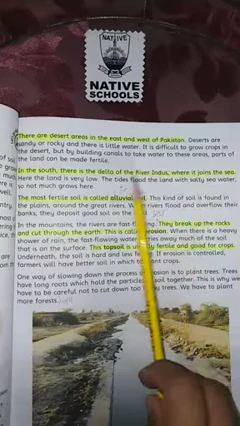 NATIVE
NATIVE
SCHOOLS
There are desert areas in the east and west of Pakistan. Deserts are
sandy or rocky and there is little water. It is difficult to grow crops in
the desert, but by building canals to take water to these areas, parts of
the land can be made fertile.
In the south, there is the delta of the River Indus, where it joins the sea.
Here the land is very low. The tides flood the land with salty sea water,
so not much grows here.
The most fertile soil is called alluvial soil. This kind of soil is found in
the plains, around the great rivers. When rivers flood and overflow their
banks, they deposit good soil on the
In the mountains, the rivers are fast They break up the rocks
and cut through the earth. This is called erosion. When there is a heavy
shower of rain, the fast-flowing water carries away much of the soil
that is on the surface. This topsoil is usually fertile and good for crops.
Underneath, the soil is hard and less fertile. If erosion is controlled,
farmers will have better soil in which to plant crops.
One way of slowing down the process of erosion is to plant trees. Trees
have long roots which hold the particles of soil together. This is why we
have to be careful not to cut down too many trees. We have to plant
more forests.